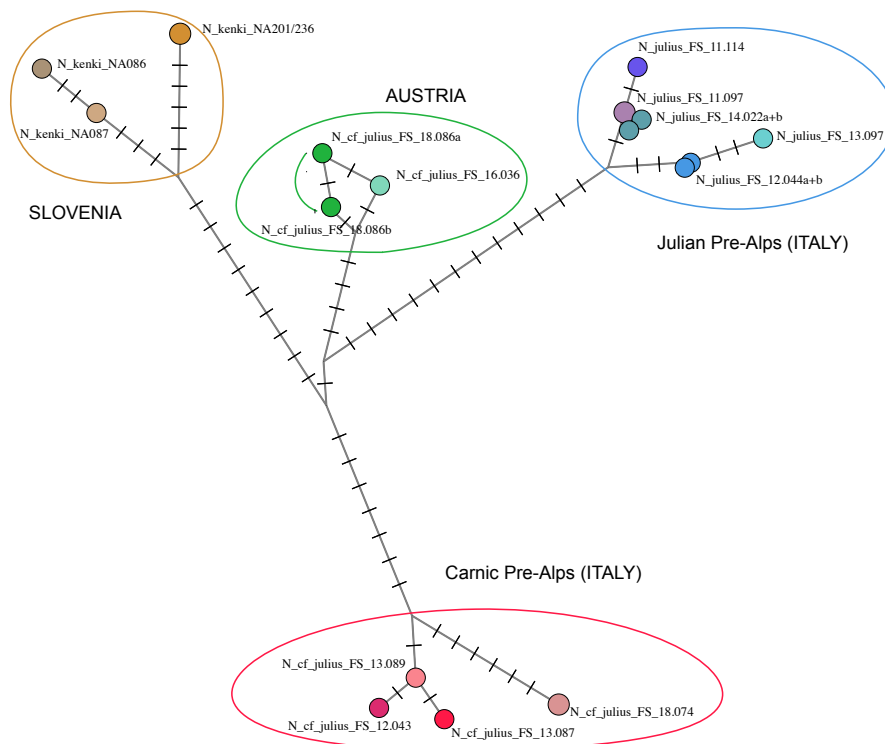 N_kenki_NA201/236
N_kenki_NA086
N_kenki_NA087
SLOVENIA
AUSTRIA
N_cf_julius_FS_18.086a
N_cf_julius_FS_16.036
N_cf_julius_FS_18.086b
N_julius_FS_11.114
N_julius_FS_11.097
N_julius_FS_14.022a+b
N_julius_FS_13.097
N_julius_FS_12.044a+b
Julian Pre-Alps (ITALY)
Carnic Pre-Alps (ITALY)
N_cf_julius_FS_13.089
N_cf_julius_FS_18.074
N_cf_julius_FS_12.043
N_cf_julius_FS_13.087